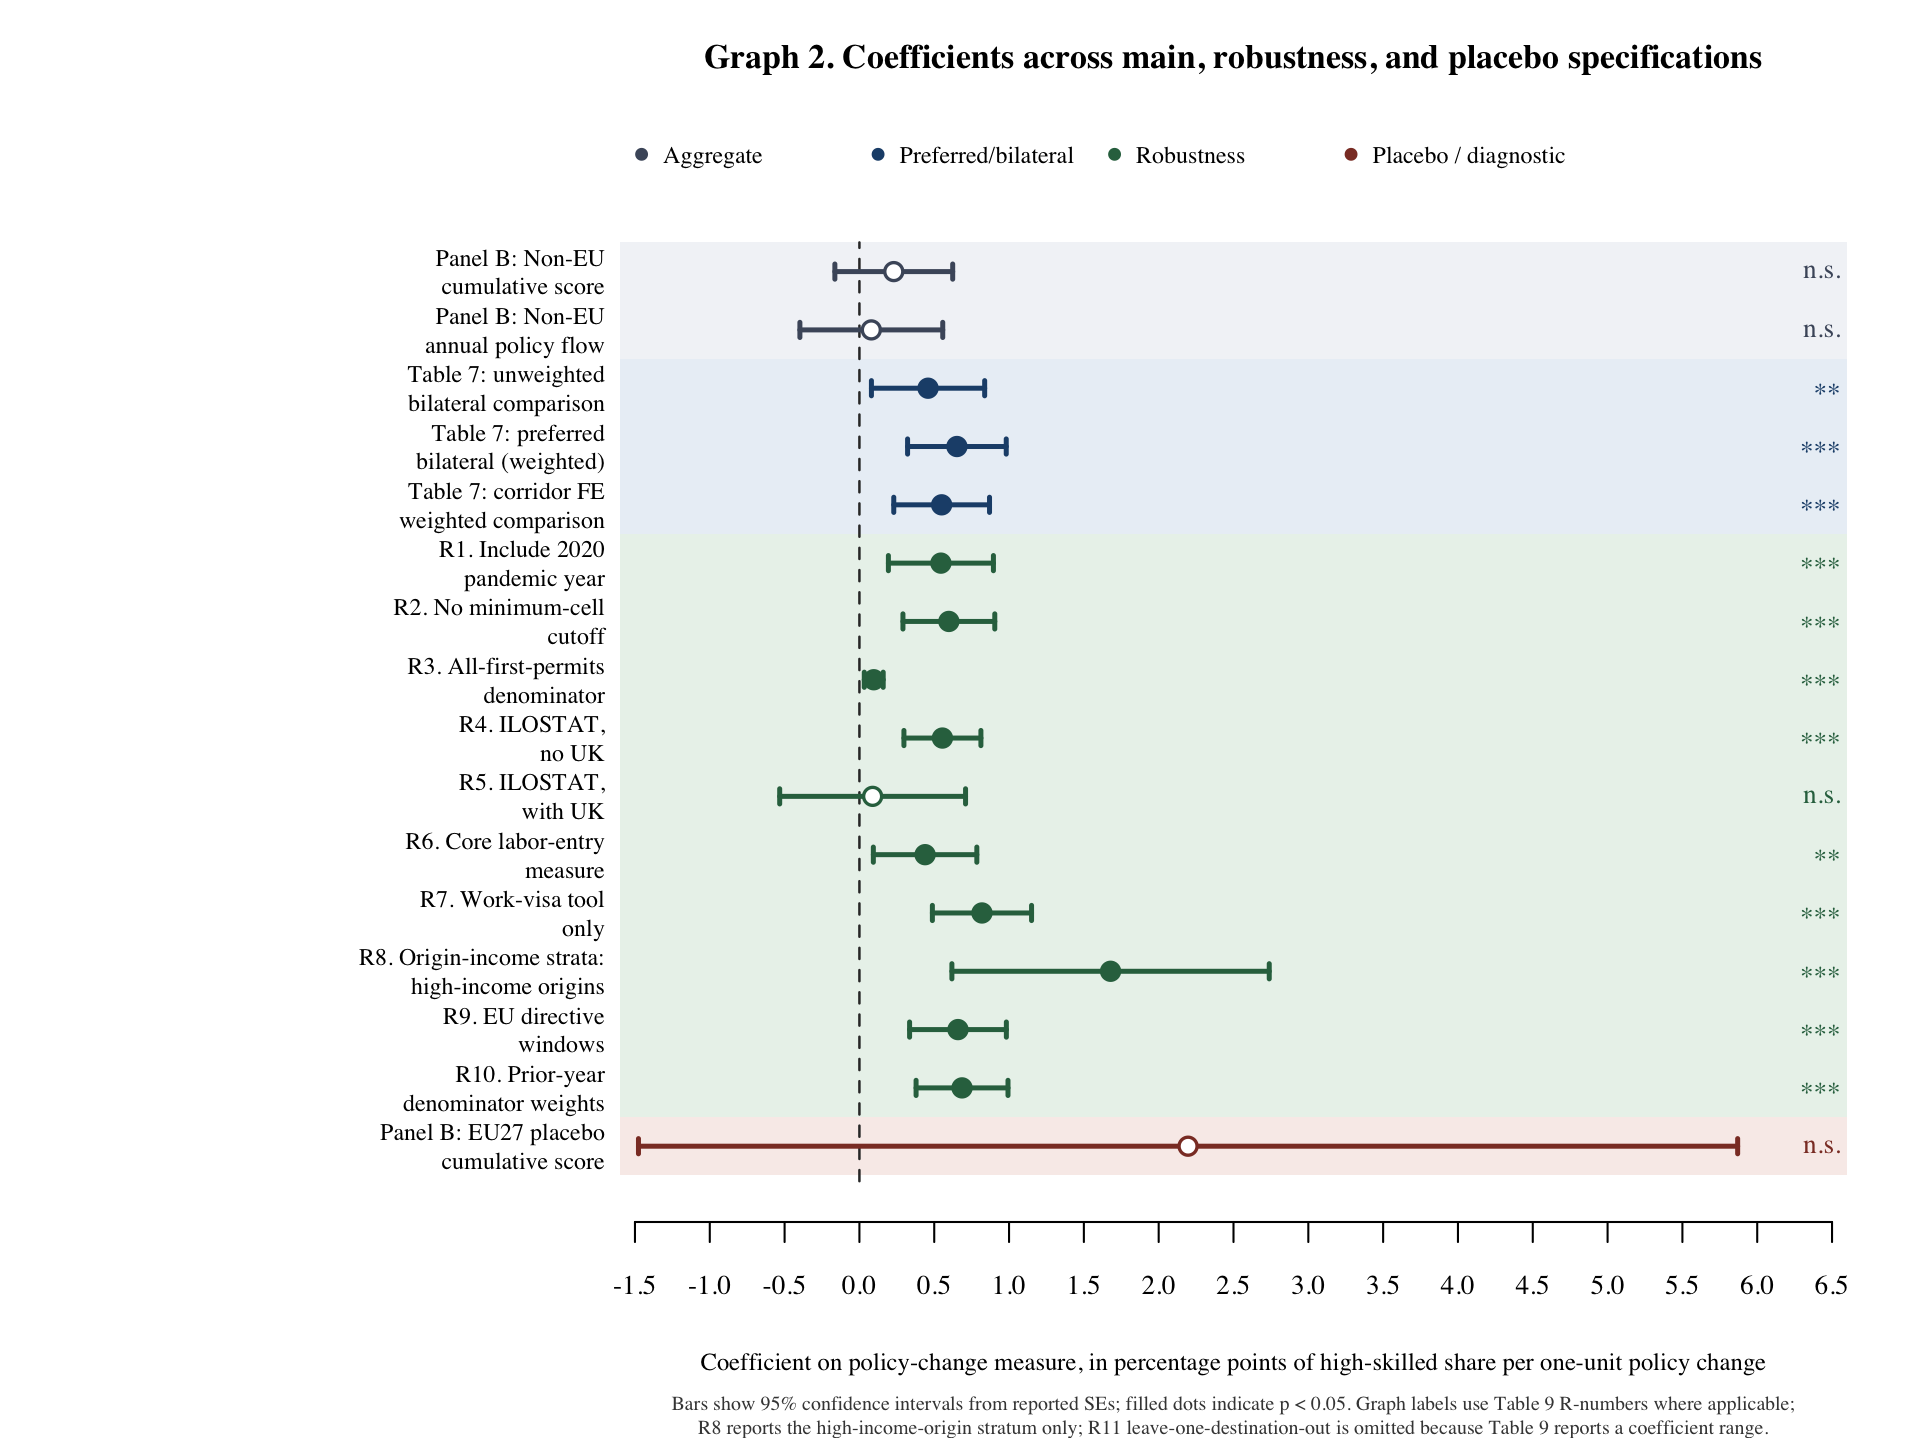 Graph 2. Coefficients across main, robustness, and placebo specifications
Aggregate
Preferred/bilateral
Robustness
Placebo / diagnostic
Panel B: Non-EU
cumulative score
n.s.
Panel B: Non-EU
annual policy flow
n.s.
Table 7: unweighted
bilateral comparison
**
Table 7: preferred
bilateral (weighted)
***
Table 7: corridor FE
weighted comparison
***
R1. Include 2020
pandemic year
***
R2. No minimum-cell
cutoff
***
R3. All-first-permits
denominator
***
R4. ILOSTAT,
no UK
***
R5. ILOSTAT,
with UK
n.s.
R6. Core labor-entry
measure
**
R7. Work-visa tool
only
***
R8. Origin-income strata:
high-income origins
***
R9. EU directive
windows
***
R10. Prior-year
denominator weights
***
Panel B: EU27 placebo
cumulative score
n.s.
-1.5 -1.0 -0.5 0.0 0.5 1.0 1.5 2.0 2.5 3.0 3.5 4.0 4.5 5.0 5.5 6.0 6.5
Coefficient on policy-change measure, in percentage points of high-skilled share per one-unit policy change
Bars show 95% confidence intervals from reported SEs; filled dots indicate p < 0.05. Graph labels use Table 9 R-numbers where applicable;
R8 reports the high-income-origin stratum only; R11 leave-one-destination-out is omitted because Table 9 reports a coefficient range.